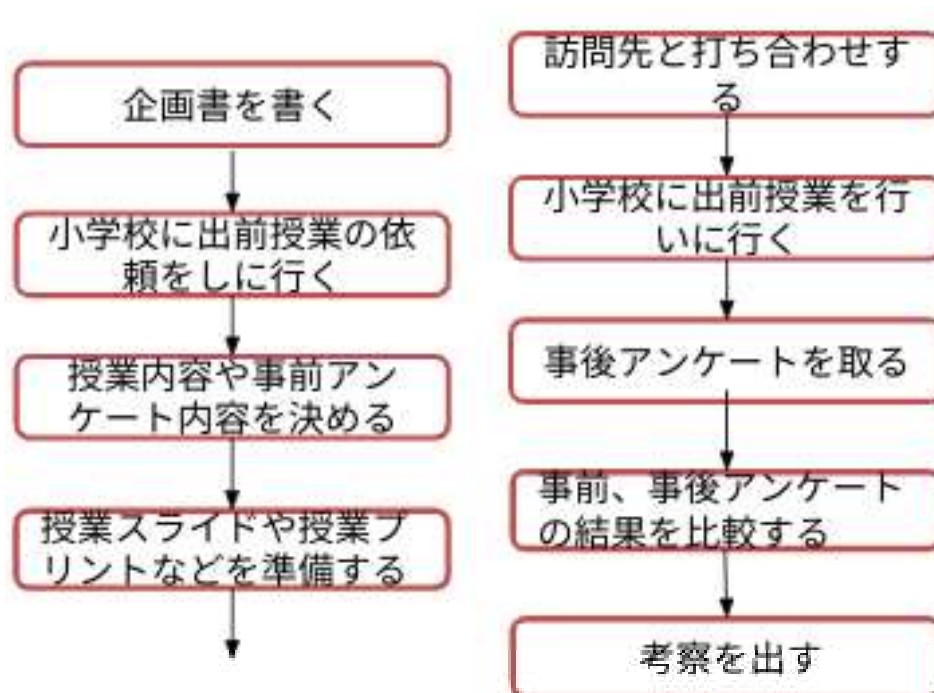 企画書を書く
小学校に出前授業の依
頼をしに行く
授業内容や事前アン
ケート内容を決める
授業スライドや授業プ
リントなどを準備する
訪問先と打ち合わせす
る
小学校に出前授業を行
いに行く
事後アンケートを取る
事前、事後アンケート
の結果を比較する
考察を出す